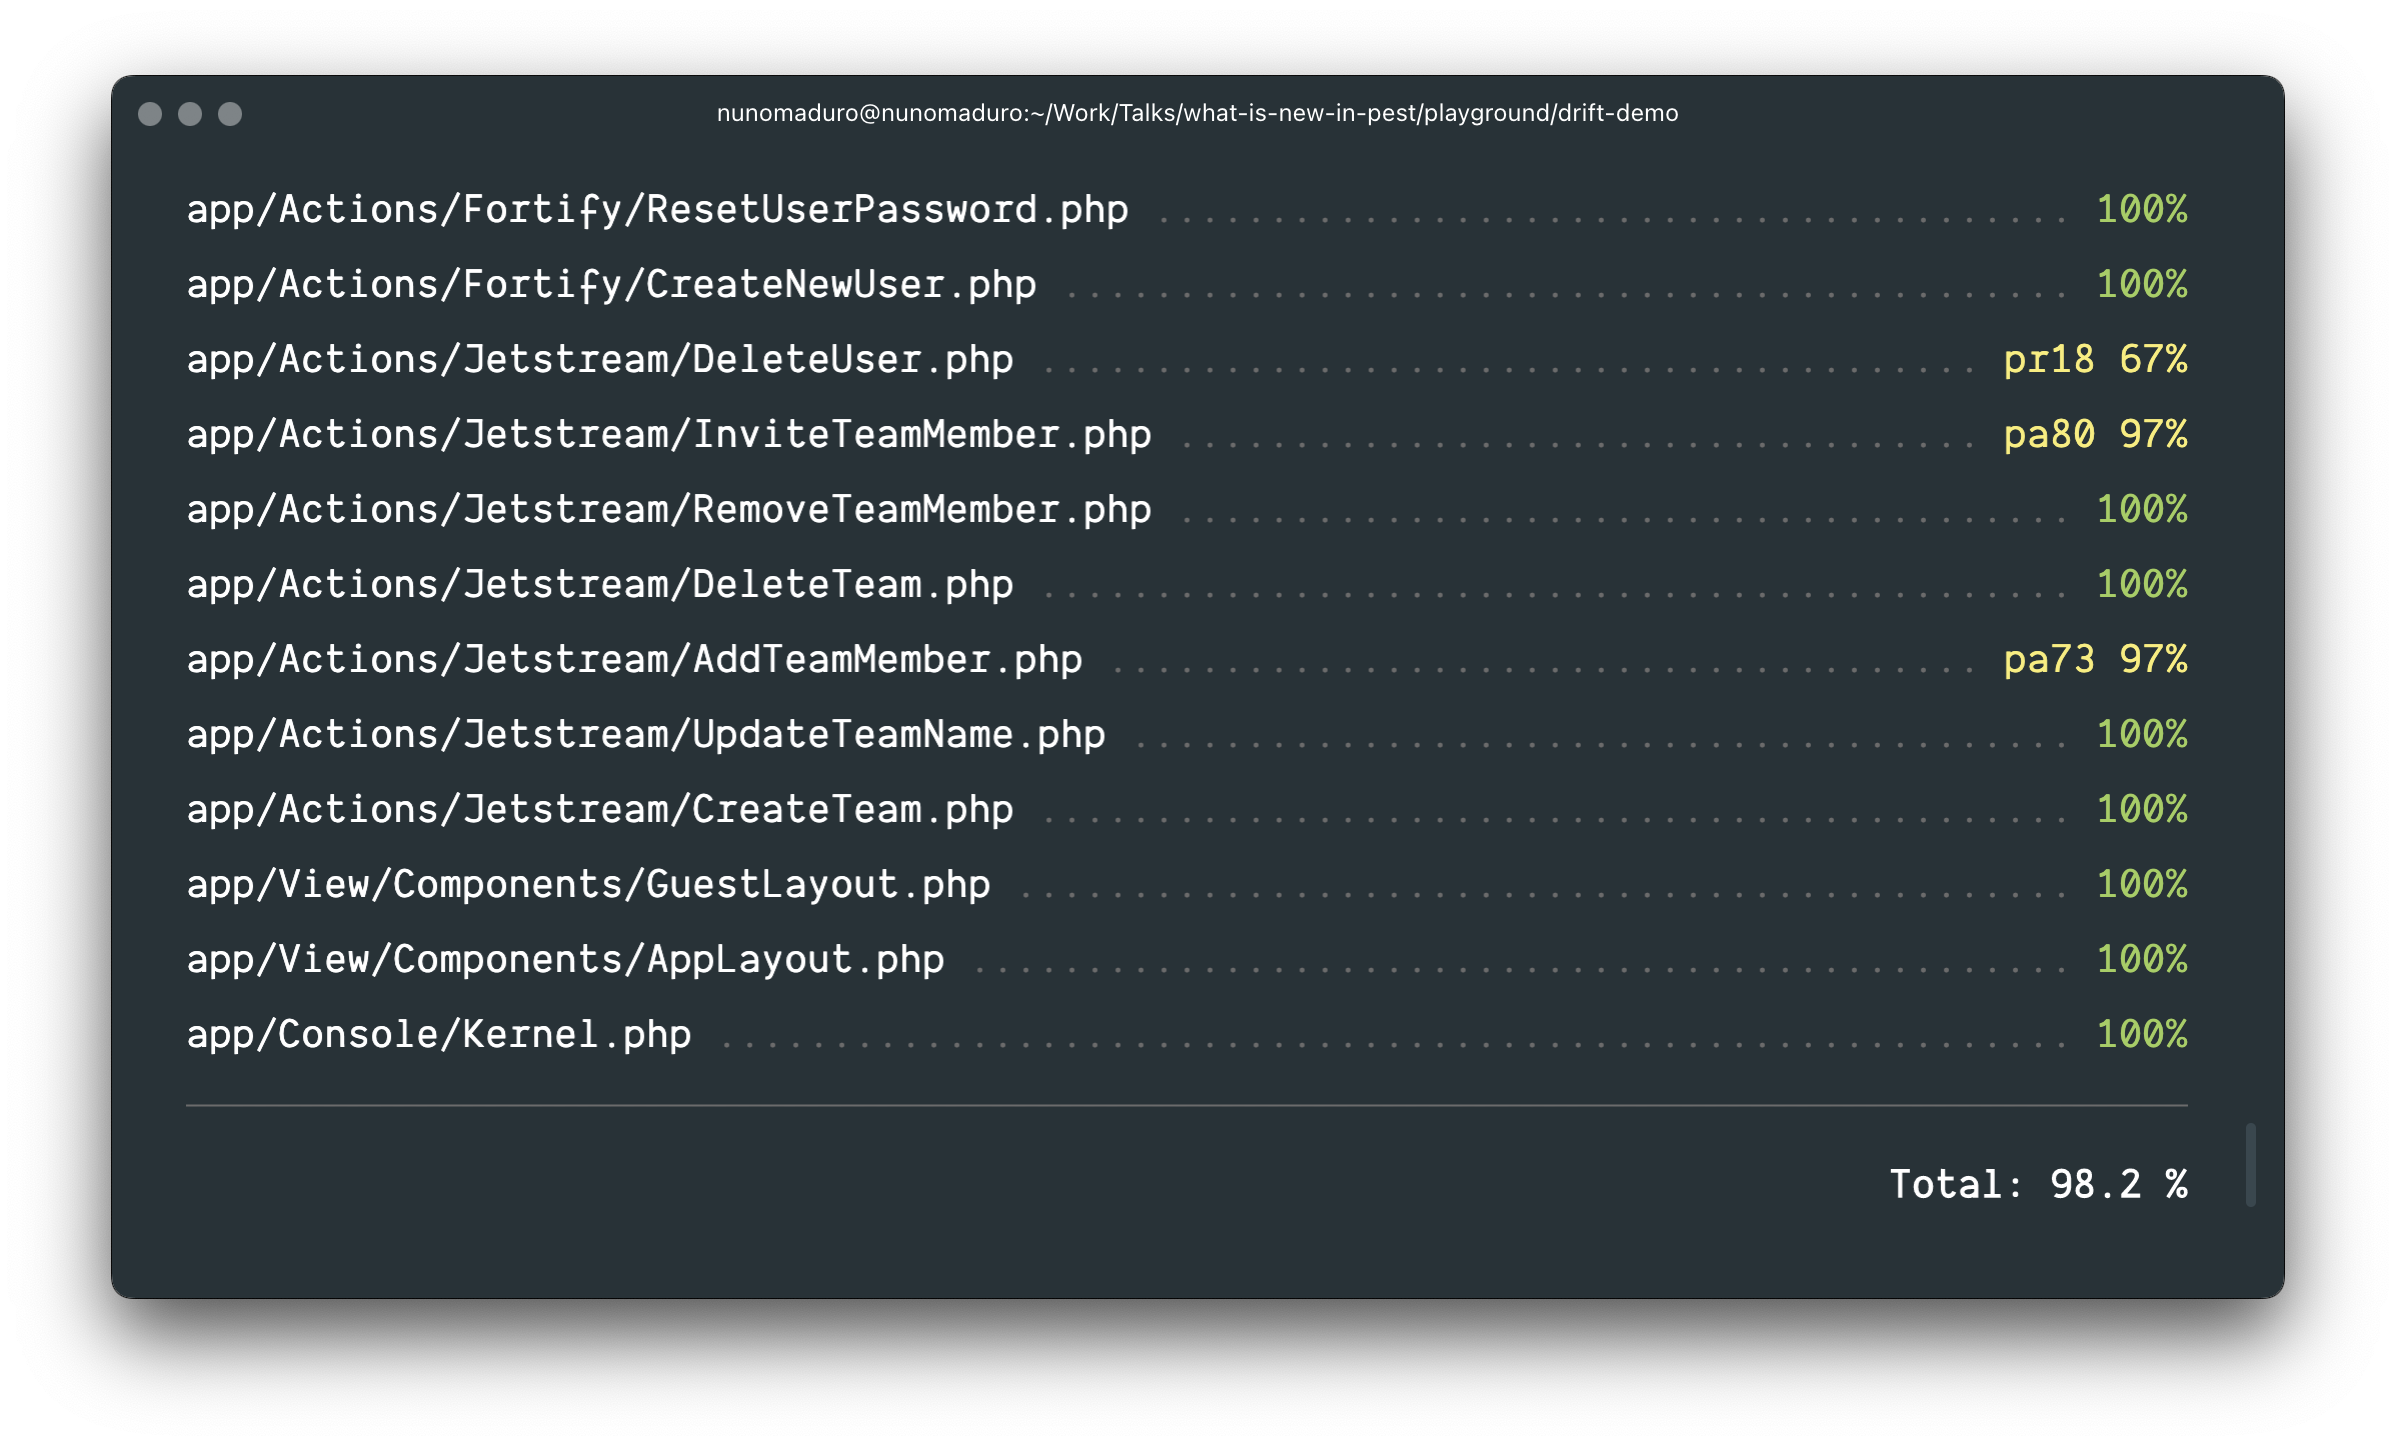 nunomaduro@nunomaduro:~/Work/Talks/what-is-new-in-pest/playground/drift-demo
app/Actions/Fortify/ResetUserPassword.php ........................................ 100%
app/Actions/Fortify/CreateNewUser.php ............................................ 100%
app/Actions/Jetstream/DeleteUser.php ......................................... pr18 67%
app/Actions/Jetstream/InviteTeamMember.php ................................... pa80 97%
app/Actions/Jetstream/RemoveTeamMember.php ....................................... 100%
app/Actions/Jetstream/DeleteTeam.php ............................................. 100%
app/Actions/Jetstream/AddTeamMember.php ...................................... pa73 97%
app/Actions/Jetstream/UpdateTeamName.php ......................................... 100%
app/Actions/Jetstream/CreateTeam.php ............................................. 100%
app/View/Components/GuestLayout.php .............................................. 100%
app/View/Components/AppLayout.php ................................................ 100%
app/Console/Kernel.php ........................................................... 100%
Total: 98.2 %